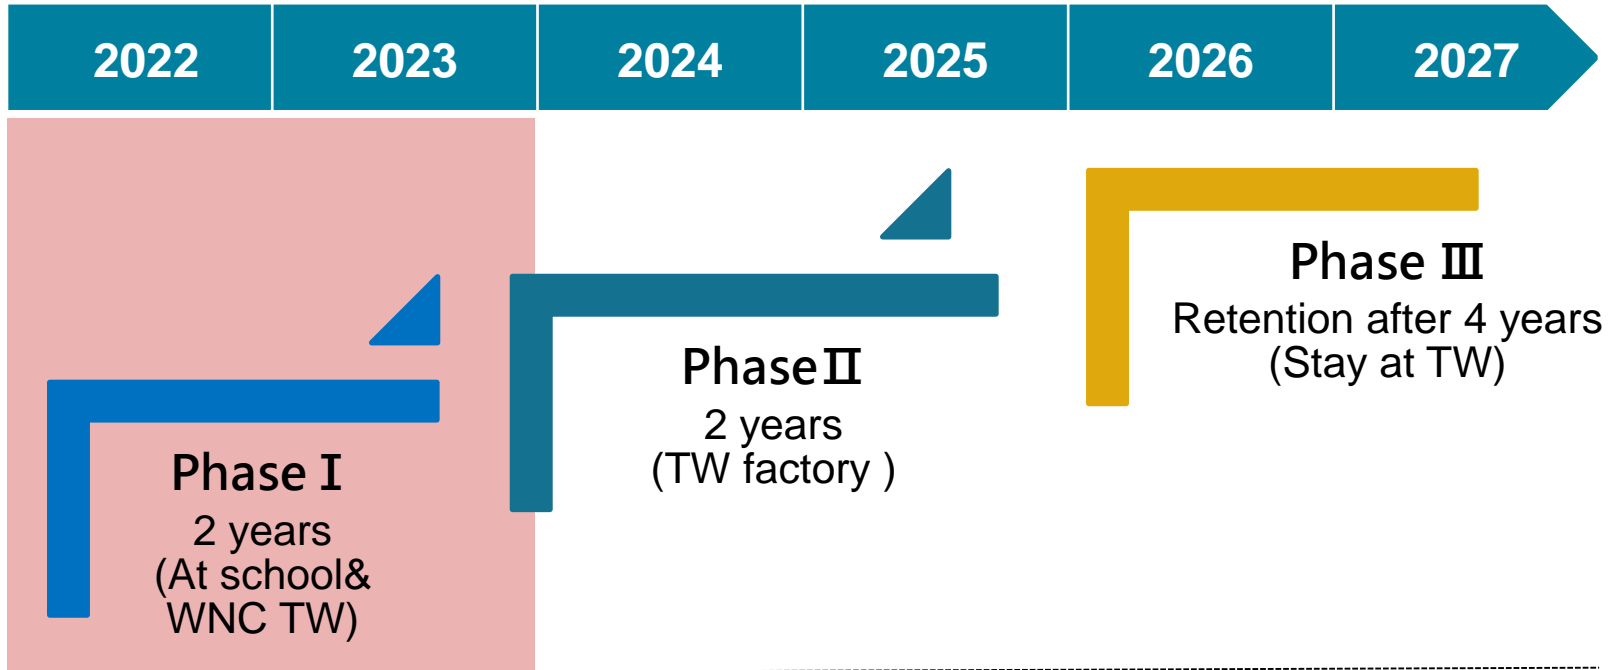 2022
2023
2024
2025
2026
2027
Phase Ⅰ
2 years
(At school&
WNC TW)
Phase Ⅱ
2 years
(TW factory )
Phase Ⅲ
Retention after 4 years
(Stay at TW)